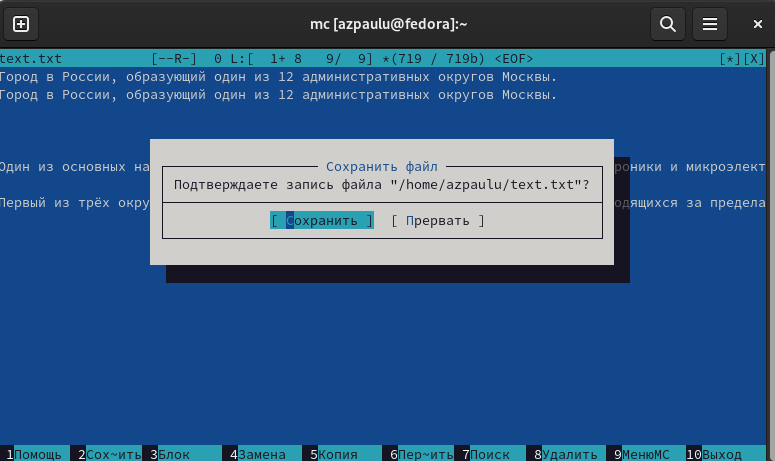 mc [azpaulu@fedora]:~
text.txt [--R-] 0 L:[ 1+ 8 9/ 9] *(719 / 719b) <EOF> [*][X]
Город в России, образующий один из 12 административных округов Москвы.
Город в России, образующий один из 12 административных округов Москвы.
Сохранить файл
Один из основных на роники и микроэлект
Подтверждаете запись файла "/home/azpaulu/text.txt"?
Первый из трёх окру одящихся за предела
[ Сохранить ] [ Прервать ]
1Помощь 2Сох~ить 3Блок 4Замена 5Копия 6Пер~ить 7Поиск 8Удалить 9МенюMC 10Выход